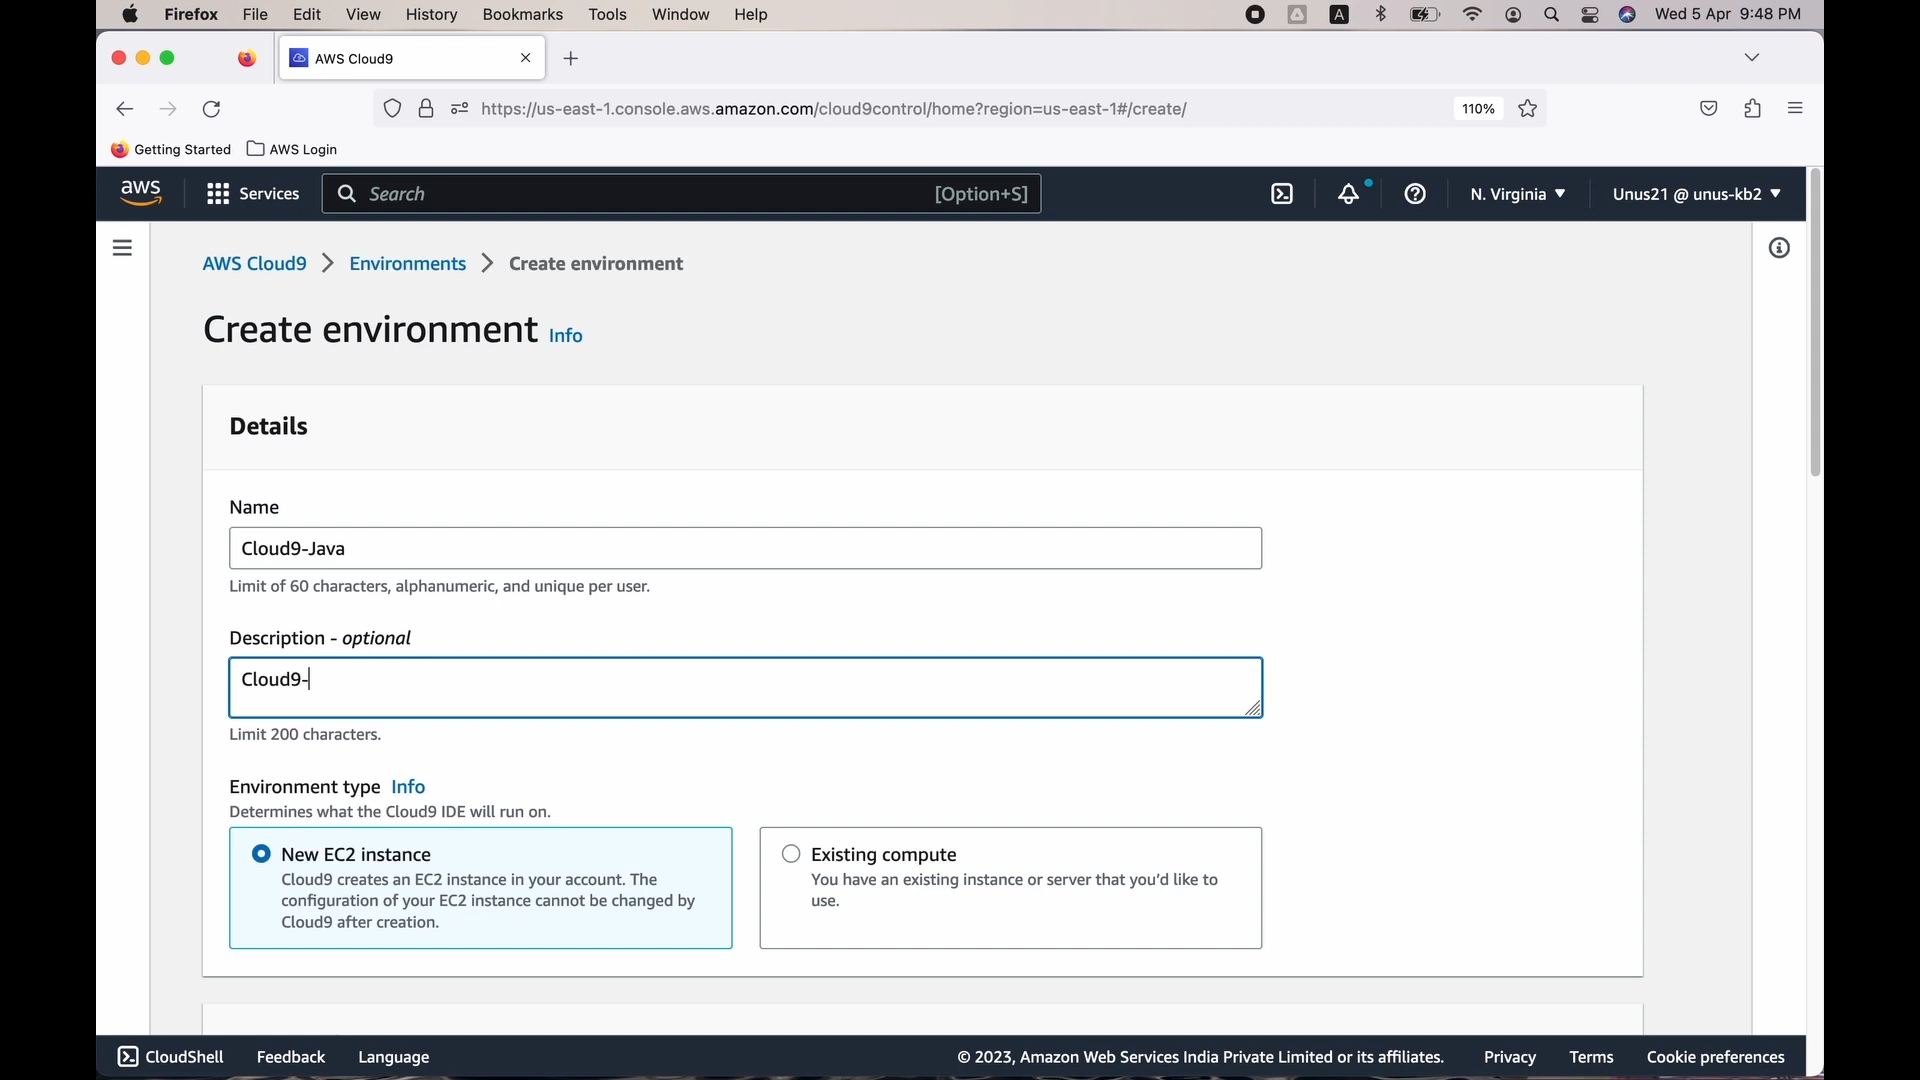 Firefox File Edit View History Bookmarks Tools Window Help A Wed 5 Apr 9:48 PM
AWS Cloud9
https://us-east-1.console.aws.amazon.com/cloud9control/home?region=us-east-1#/create/ 110%
Getting Started AWS Login
aws Services Search [Option+S] N. Virginia Unus21 @ unus-kb2
AWS Cloud9 Environments Create environment
Create environment Info
Details
Name
Cloud9-Java
Limit of 60 characters, alphanumeric, and unique per user.
Description - optional
Cloud9-
Limit 200 characters.
Environment type Info
Determines what the Cloud9 IDE will run on.
New EC2 instance
Cloud9 creates an EC2 instance in your account. The
configuration of your EC2 instance cannot be changed by
Cloud9 after creation.
Existing compute
You have an existing instance or server that you'd like to
use.
CloudShell Feedback Language © 2023, Amazon Web Services India Private Limited or its affiliates. Privacy Terms Cookie preferences